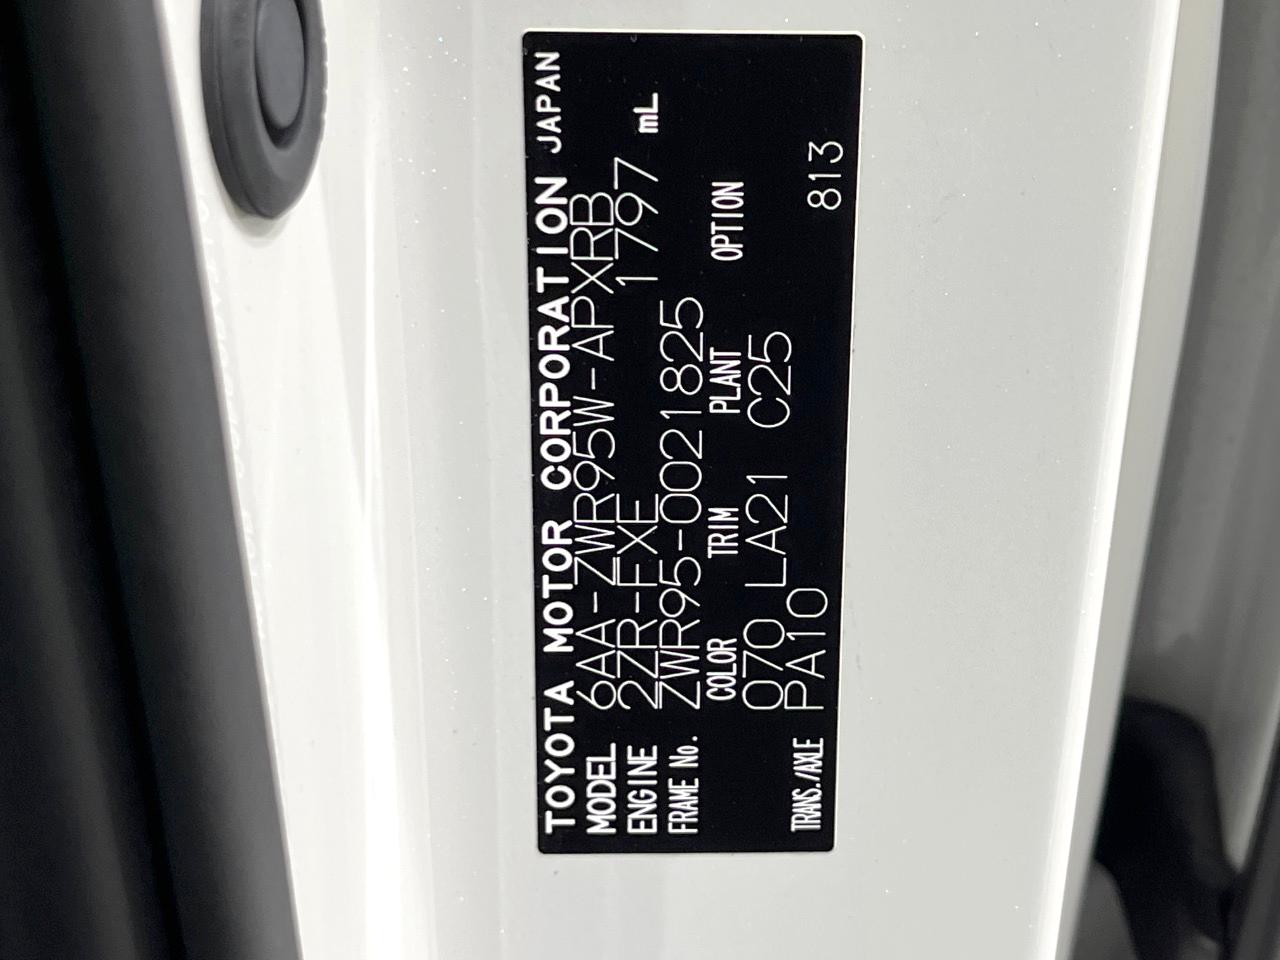 TOYOTA MOTOR CORPORATION JAPAN
MODEL 6AA-ZWR95W-APXRB
ENGINE 2ZR-FXE 1797 mL
FRAME No. ZWR95-0021825
COLOR TRIM PLANT OPTION
070 LA21 C25
TRANS./AXLE PA10 813